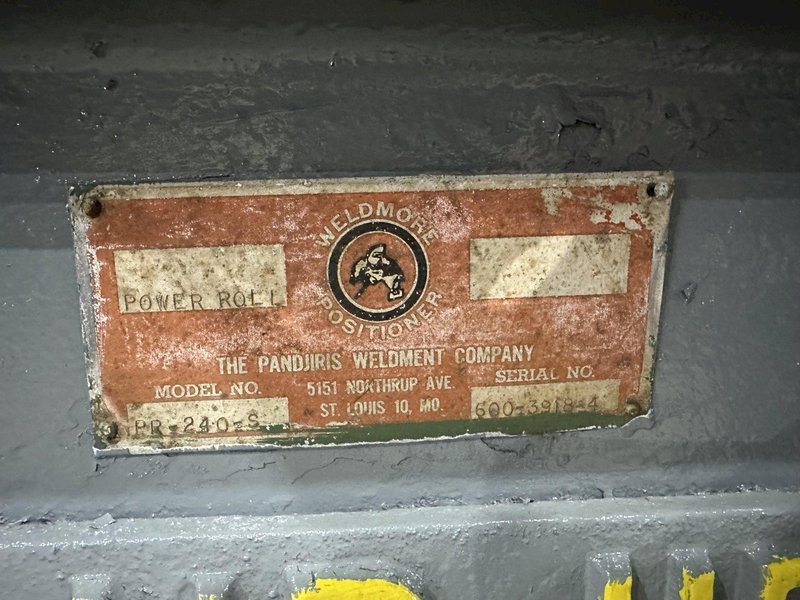 WELDMORE
POSITIONER
POWER ROLL
THE PANDJIRIS WELDMENT COMPANY
MODEL NO.
5151 NORTHRUP AVE.
SERIAL NO.
PR-240-S
ST. LOUIS 10, MO.
600-3918-4